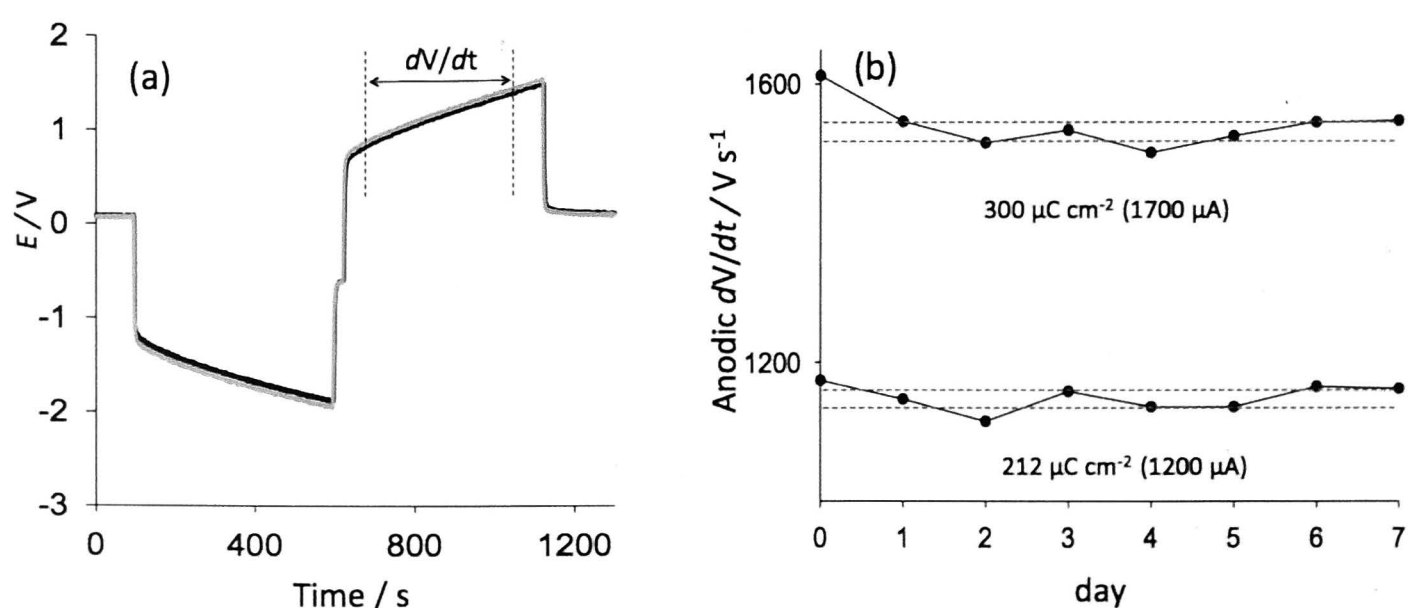 (a)
dV/dt
2
1
0
-1
-2
-3
E / V
0
400
800
1200
Time / s
(b)
1600
1200
Anodic dV/dt / V s⁻¹
300 µC cm⁻² (1700 µA)
212 µC cm⁻² (1200 µA)
0
1
2
3
4
5
6
7
day